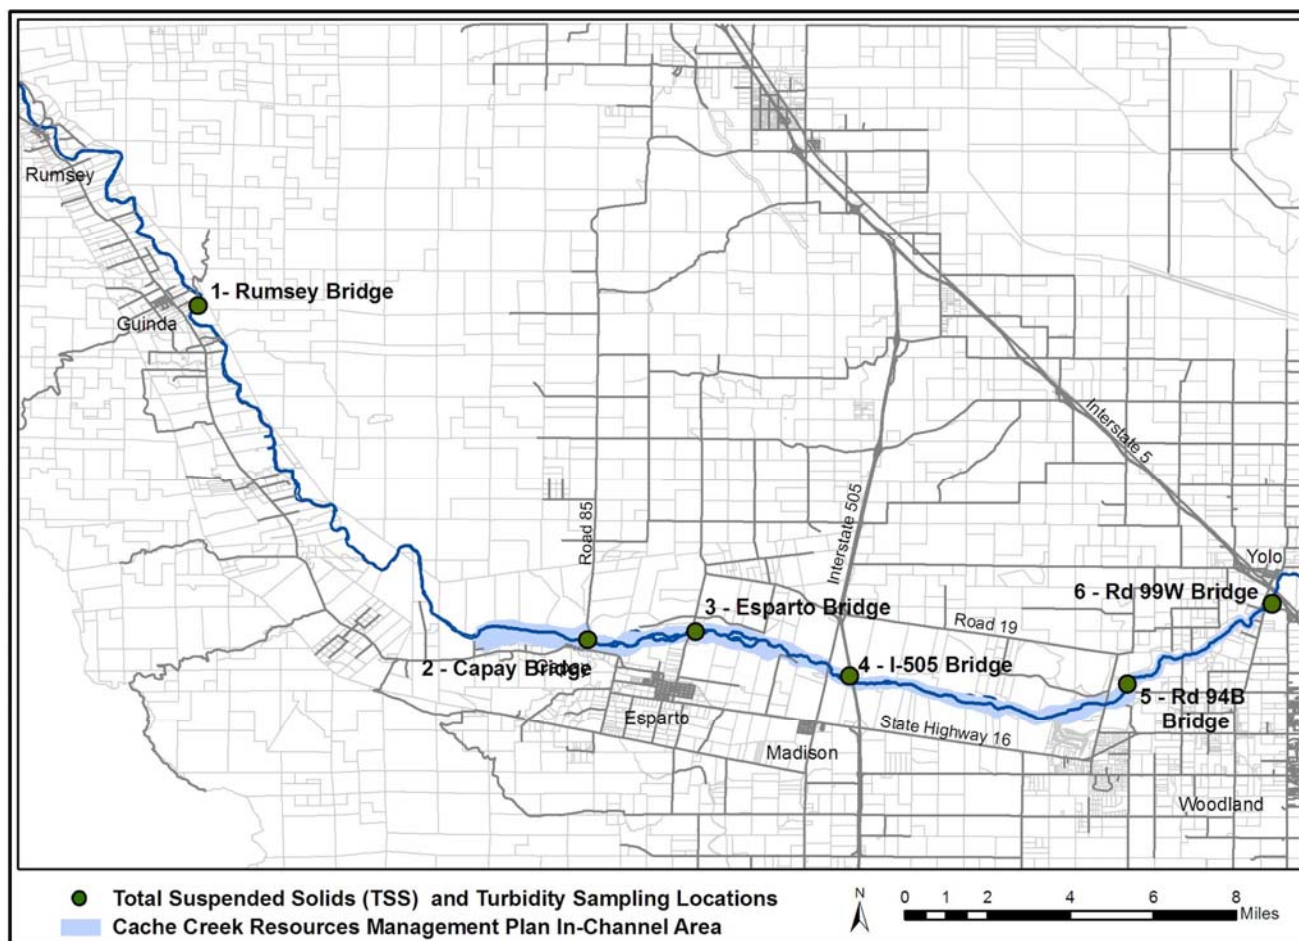 Rumsey
1- Rumsey Bridge
Guinda
Interstate 5
Interstate 505
Road 85
Yolo
6 - Rd 99W Bridge
3 - Esparto Bridge
Road 19
2 - Capay Bridge
Capay
4 - I-505 Bridge
5 - Rd 94B
Bridge
Esparto
State Highway 16
Madison
Woodland
Total Suspended Solids (TSS) and Turbidity Sampling Locations
Cache Creek Resources Management Plan In-Channel Area
N
0 1 2 4 6 8
Miles